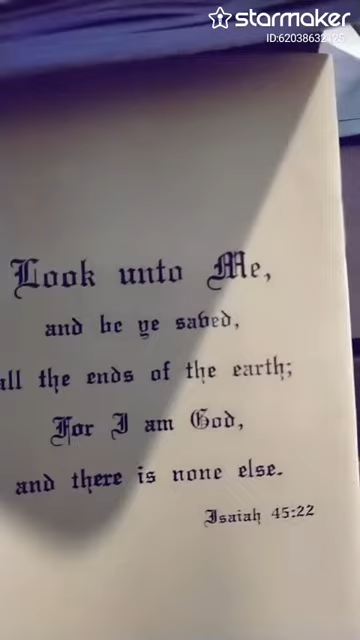 starmaker
Look unto Me,
and be ye saved,
all the ends of the earth;
For I am God,
and there is none else.
Isaiah 45:22